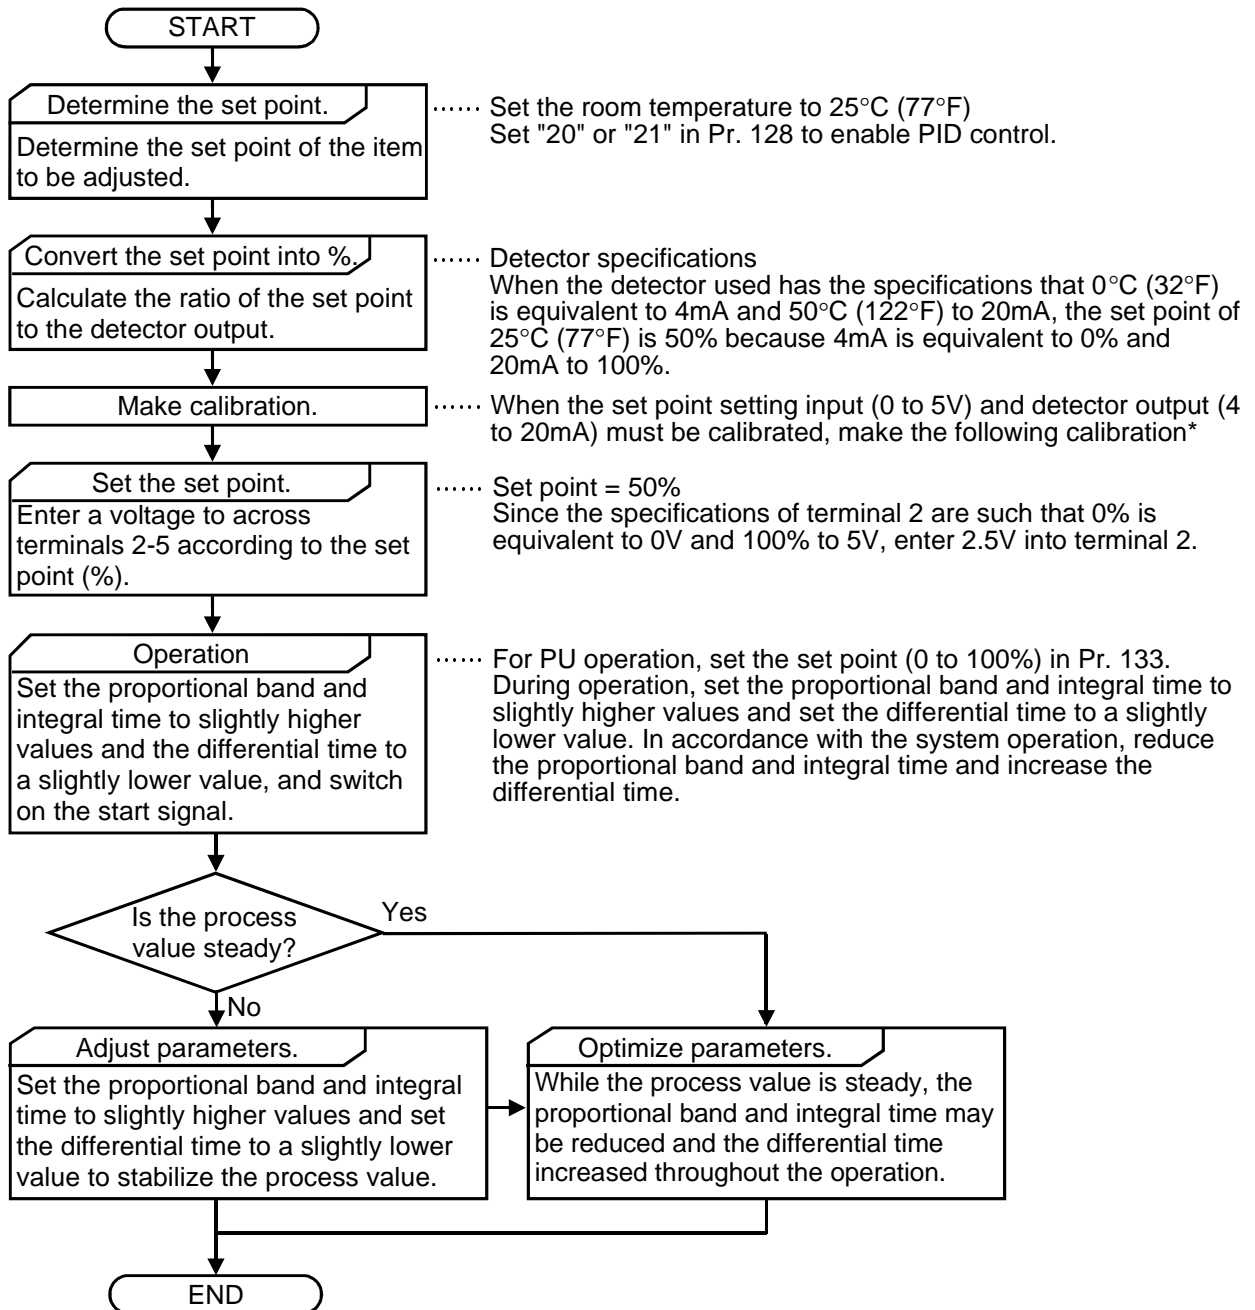 START
Determine the set point.
Determine the set point of the item
to be adjusted.
...... Set the room temperature to 25°C (77°F)
Set "20" or "21" in Pr. 128 to enable PID control.
Convert the set point into %.
Calculate the ratio of the set point
to the detector output.
...... Detector specifications
When the detector used has the specifications that 0°C (32°F)
is equivalent to 4mA and 50°C (122°F) to 20mA, the set point of
25°C (77°F) is 50% because 4mA is equivalent to 0% and
20mA to 100%.
Make calibration.
...... When the set point setting input (0 to 5V) and detector output (4
to 20mA) must be calibrated, make the following calibration*
Set the set point.
Enter a voltage to across
terminals 2-5 according to the set
point (%).
...... Set point = 50%
Since the specifications of terminal 2 are such that 0% is
equivalent to 0V and 100% to 5V, enter 2.5V into terminal 2.
Operation
Set the proportional band and
integral time to slightly higher
values and the differential time to
a slightly lower value, and switch
on the start signal.
...... For PU operation, set the set point (0 to 100%) in Pr. 133.
During operation, set the proportional band and integral time to
slightly higher values and set the differential time to a slightly
lower value. In accordance with the system operation, reduce
the proportional band and integral time and increase the
differential time.
Is the process
value steady?
Yes
No
Adjust parameters.
Set the proportional band and integral
time to slightly higher values and set
the differential time to a slightly lower
value to stabilize the process value.
Optimize parameters.
While the process value is steady, the
proportional band and integral time may
be reduced and the differential time
increased throughout the operation.
END